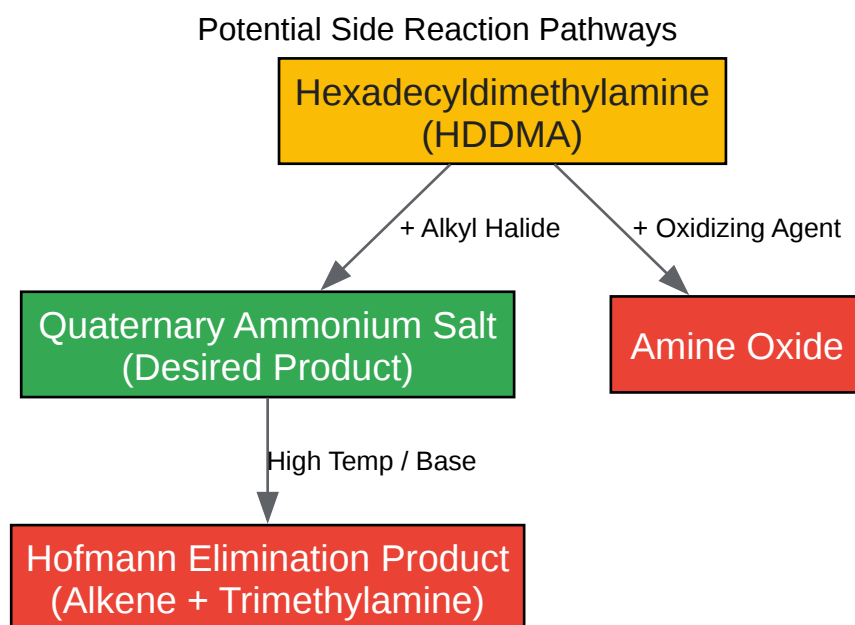 Potential Side Reaction Pathways
Hexadecyldimethylamine
(HDDMA)
+ Alkyl Halide
+ Oxidizing Agent
Quaternary Ammonium Salt
(Desired Product)
Amine Oxide
High Temp / Base
Hofmann Elimination Product
(Alkene + Trimethylamine)